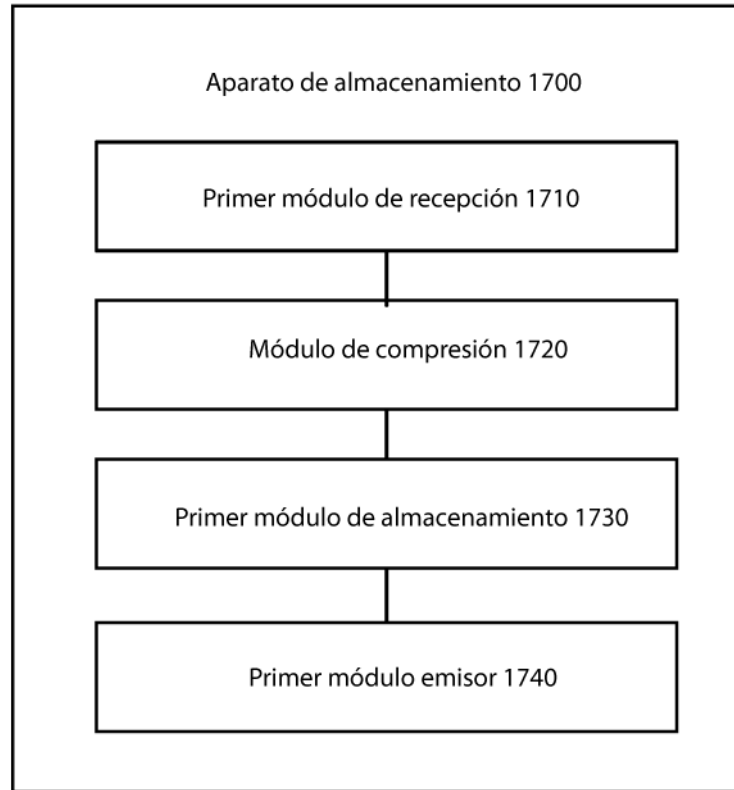 Aparato de almacenamiento 1700
Primer módulo de recepción 1710
Módulo de compresión 1720
Primer módulo de almacenamiento 1730
Primer módulo emisor 1740